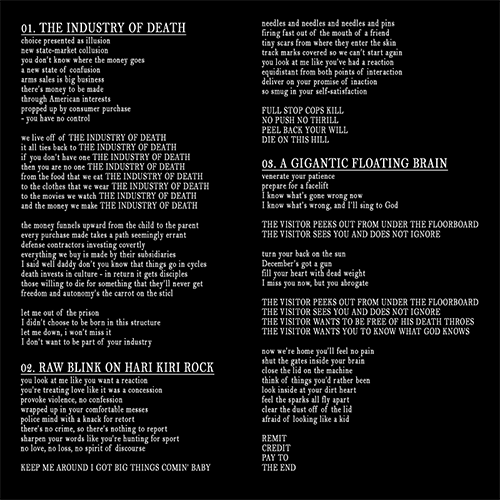 01. THE INDUSTRY OF DEATH
choice presented as illusion
new state-market collusion
you don't know where the money goes
a new state of confusion
arms sales is big business
there's money to be made
through American interests
propped up by consumer purchase
- you have no control
we live off of THE INDUSTRY OF DEATH
it all ties back to THE INDUSTRY OF DEATH
if you don't have one THE INDUSTRY OF DEATH
then you are no one THE INDUSTRY OF DEATH
from the food that we eat THE INDUSTRY OF DEATH
to the clothes that we wear THE INDUSTRY OF DEATH
to the movies we watch THE INDUSTRY OF DEATH
and the money we make THE INDUSTRY OF DEATH
the money funnels upward from the child to the parent
every purchase made takes a path seemingly errant
defense contractors investing covertly
everything we buy is made by their subsidiaries
I said well daddy don't you know that things go in cycles
death invests in culture - in return it gets disciples
those willing to die for something that they'll never get
freedom and autonomy's the carrot on the sticl
let me out of the prison
I didn't choose to be born in this structure
let me down, i won't miss it
I don't want to be part of your industry
02. RAW BLINK ON HARI KIRI ROCK
you look at me like you want a reaction
you're treating love like it was a concession
provoke violence, no confession
wrapped up in your comfortable messes
police mind with a knack for retort
there's no crime, so there's nothing to report
sharpen your words like you're hunting for sport
no love, no loss, no spirit of discourse
KEEP ME AROUND I GOT BIG THINGS COMIN' BABY
needles and needles and needles and pins
firing fast out of the mouth of a friend
tiny scars from where they enter the skin
track marks covered so we can't start again
you look at me like you've had a reaction
equidistant from both points of interaction
deliver on your promise of inaction
so smug in your self-satisfaction
FULL STOP COPS KILL
NO PUSH NO THRILL
PEEL BACK YOUR WILL
DIE ON THIS HILL
03. A GIGANTIC FLOATING BRAIN
venerate your patience
prepare for a facelift
I know what's gone wrong now
I know what's wrong, and I'll sing to God
THE VISITOR PEEKS OUT FROM UNDER THE FLOORBOARD
THE VISITOR SEES YOU AND DOES NOT IGNORE
turn your back on the sun
December's got a gun
fill your heart with dead weight
I miss you now, but you abrogate
THE VISITOR PEEKS OUT FROM UNDER THE FLOORBOARD
THE VISITOR SEES YOU AND DOES NOT IGNORE
THE VISITOR WANTS TO BE FREE OF HIS DEATH THROES
THE VISITOR WANTS YOU TO KNOW WHAT GOD KNOWS
now we're home you'll feel no pain
shut the gates inside your brain
close the lid on the machine
think of things you'd rather been
look inside at your dirt heart
feel the sparks all fly apart
clear the dust off of the lid
afraid of looking like a kid
REMIT
CREDIT
PAY TO
THE END